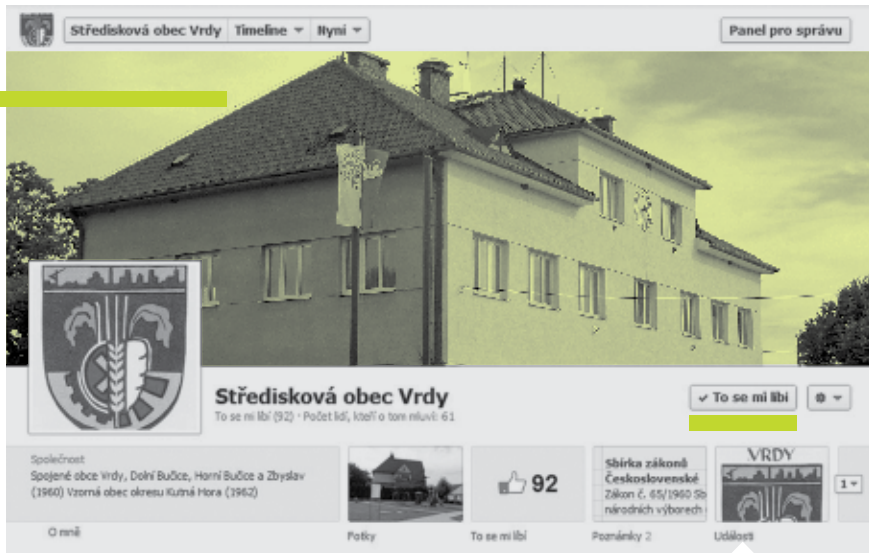 Středisková obec Vrdy Timeline Nyní Panel pro správu
Středisková obec Vrdy
To se mi líbí (92) · Počet lidí, kteří o tom mluví: 61
To se mi líbí
Společnost
Spojené obce Vrdy, Dolní Bučice, Horní Bučice a Zbyslav
(1960) Vzorná obec okresu Kutná Hora (1962)
O mně
92
Sbírka zákonů
Československé
Zákon č. 65/1960 Sb
národních výborech
VRDY
1
Fotky
To se mi líbí
Poznámky 2
Události